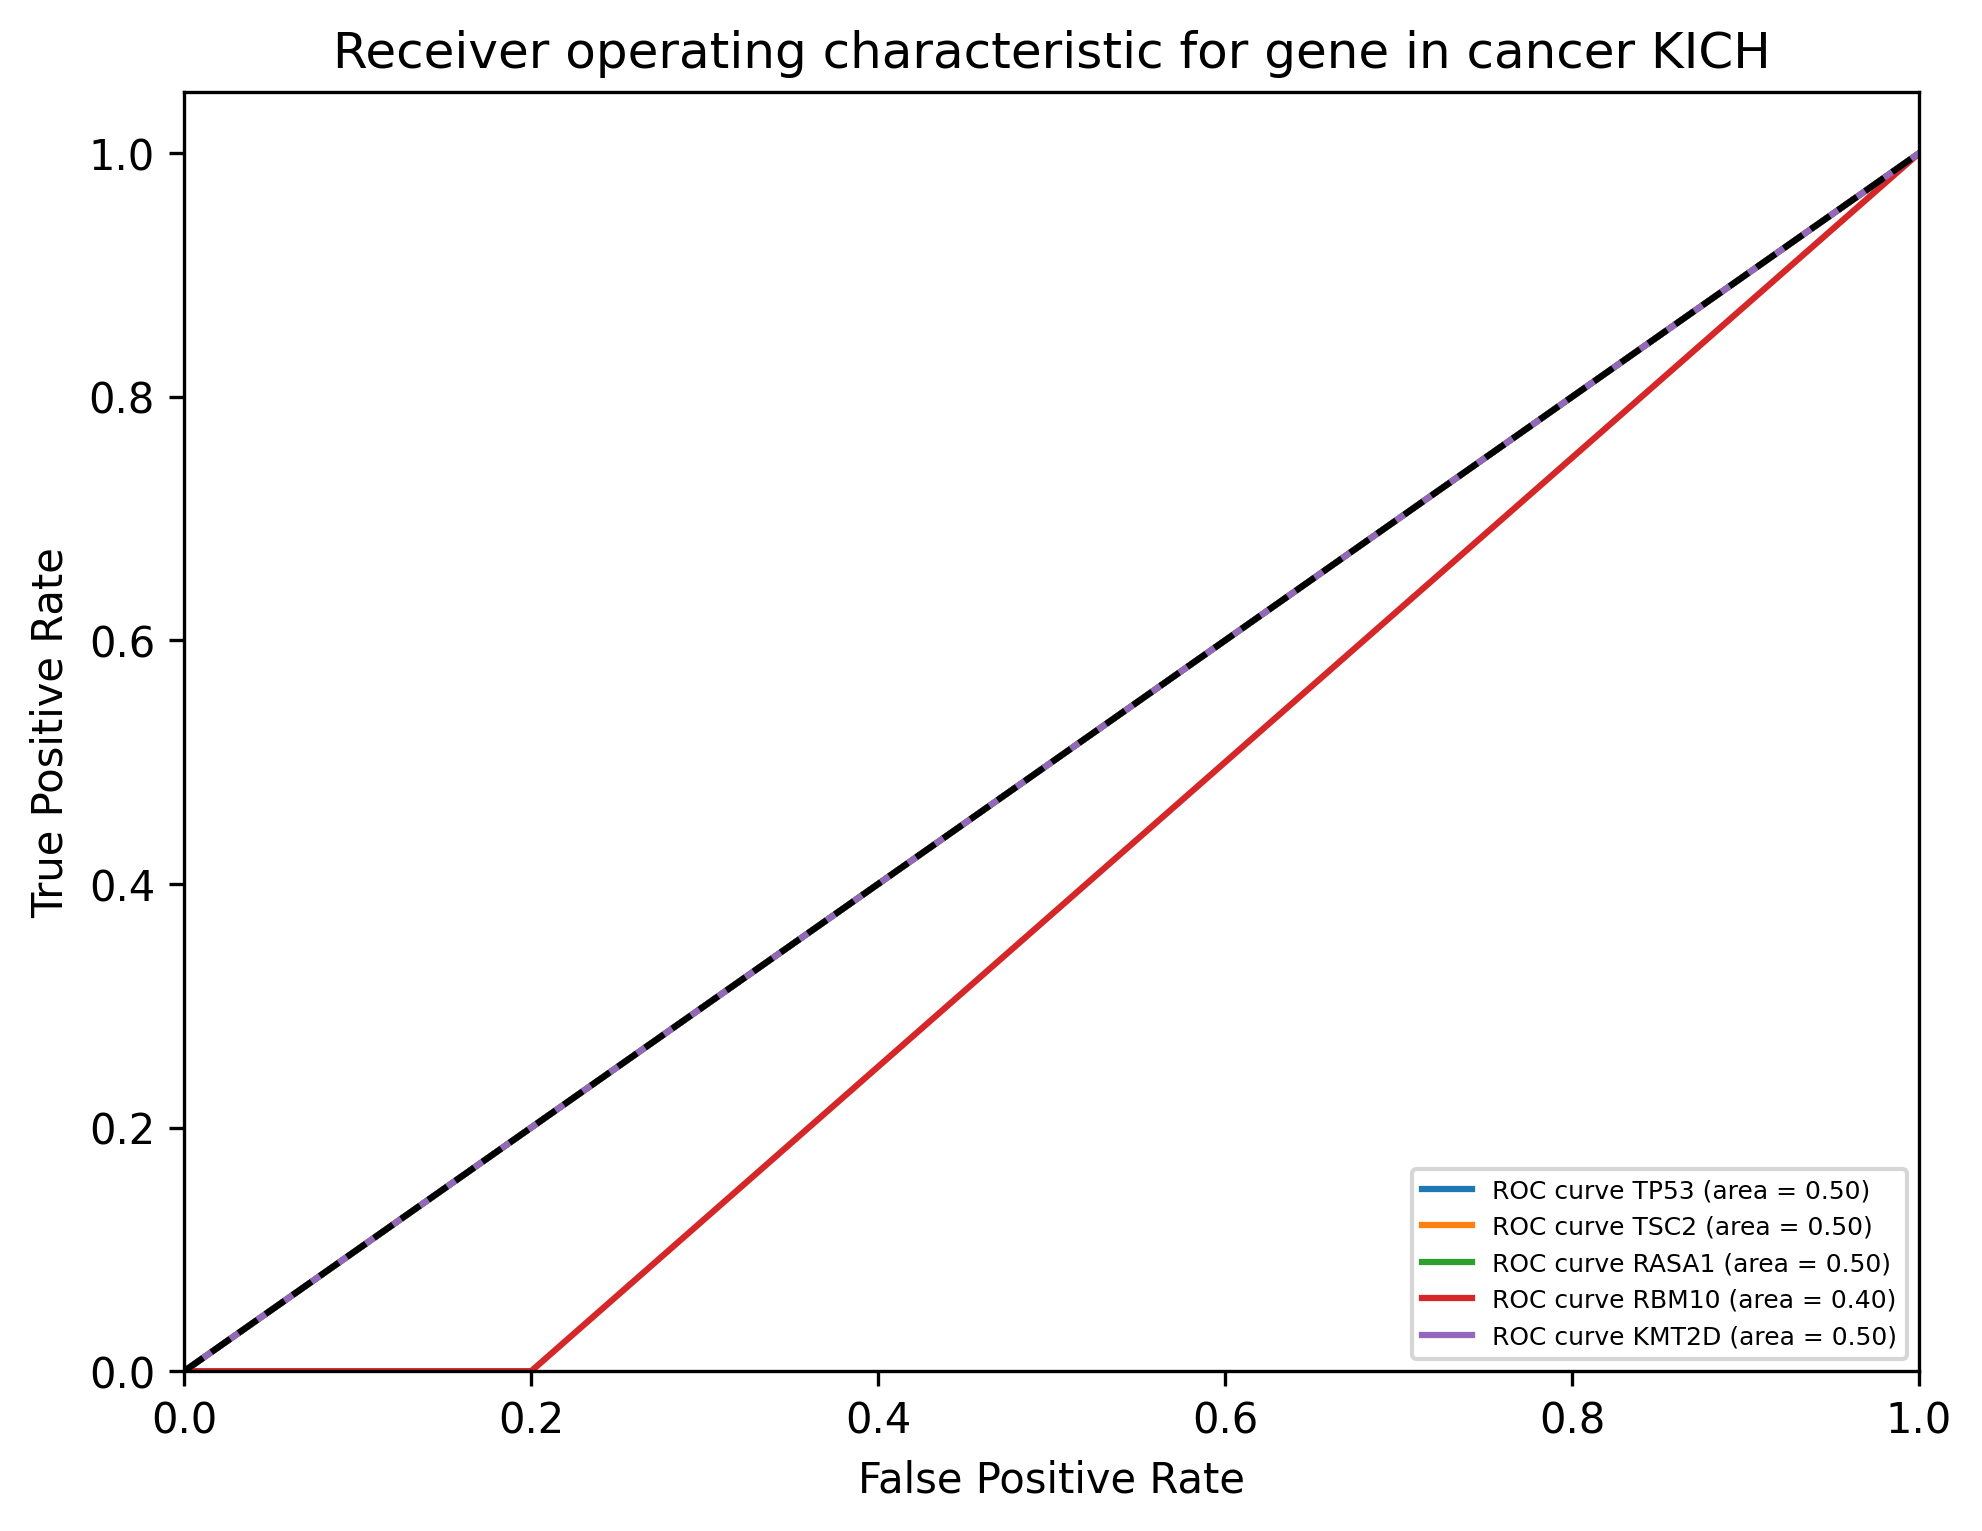 Receiver operating characteristic for gene in cancer KICH
True Positive Rate
1.0
0.8
0.6
0.4
0.2
0.0
ROC curve TP53 (area = 0.50)
ROC curve TSC2 (area = 0.50)
ROC curve RASA1 (area = 0.50)
ROC curve RBM10 (area = 0.40)
ROC curve KMT2D (area = 0.50)
0.0 0.2 0.4 0.6 0.8 1.0
False Positive Rate